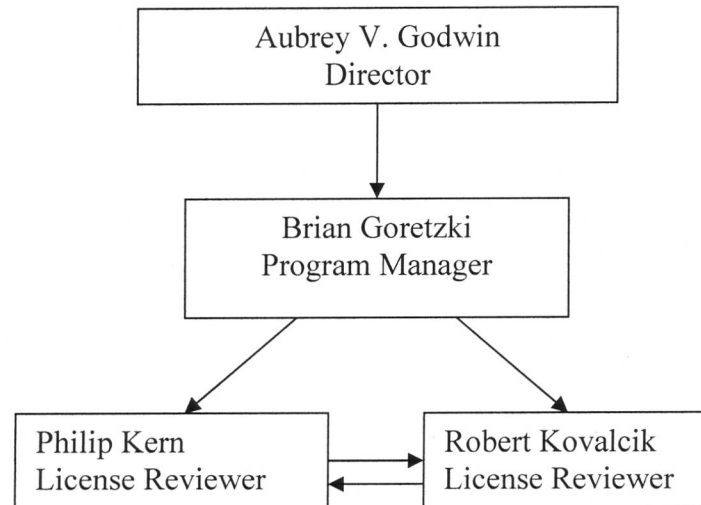 Aubrey V. Godwin
Director
Brian Goretzki
Program Manager
Philip Kern
License Reviewer
Robert Kovalcik
License Reviewer